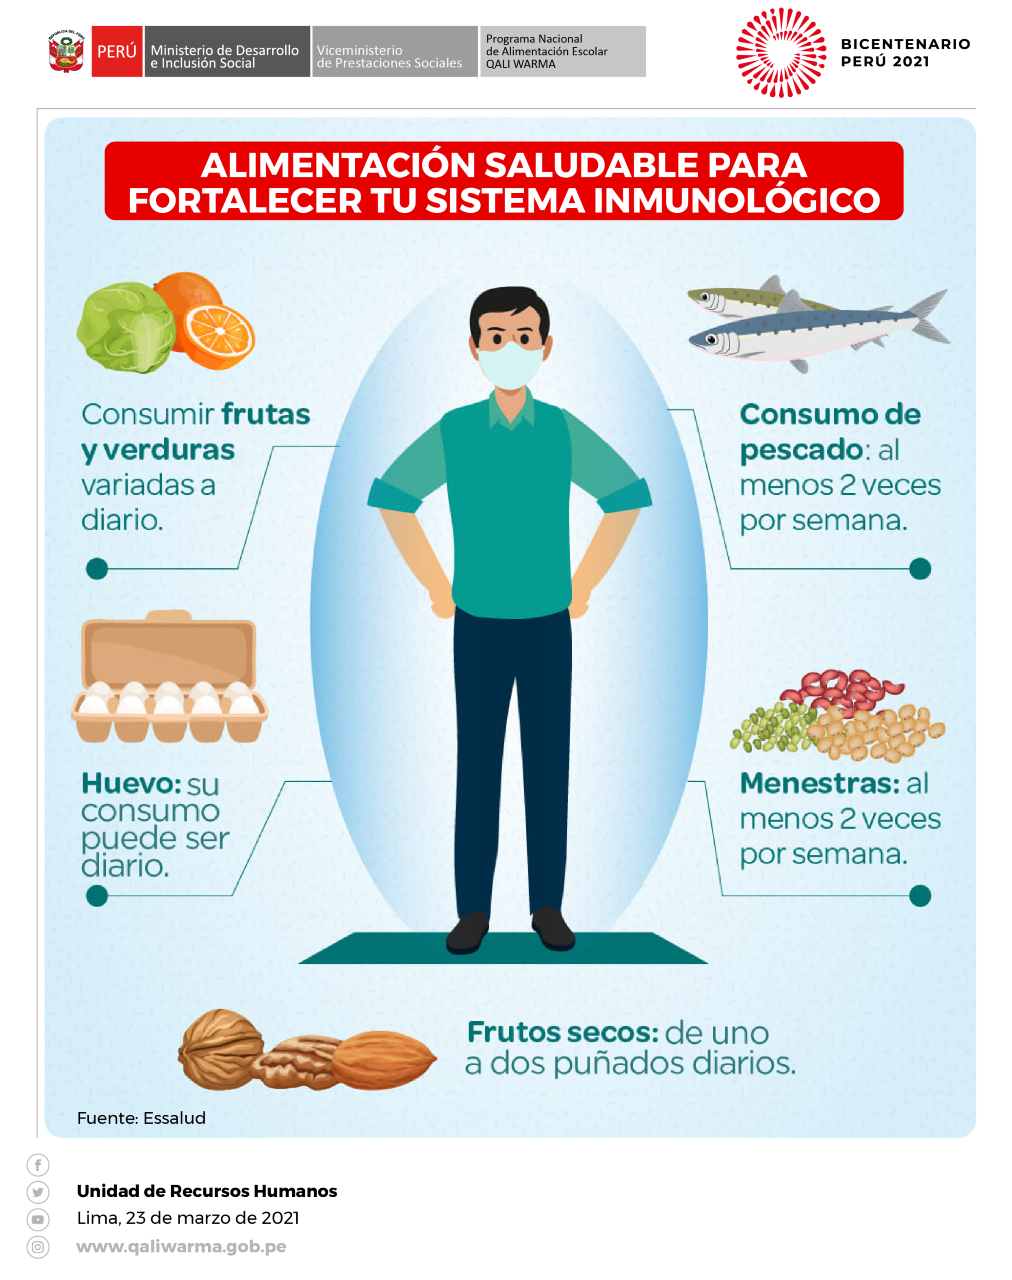 PERÚ
Ministerio de Desarrollo
e Inclusión Social
Viceministerio
de Prestaciones Sociales
Programa Nacional
de Alimentación Escolar
QALI WARMA
BICENTENARIO
PERÚ 2021
ALIMENTACIÓN SALUDABLE PARA
FORTALECER TU SISTEMA INMUNOLÓGICO
Consumir frutas
y verduras
variadas a
diario.
Consumo de
pescado: al
menos 2 veces
por semana.
Huevo: su
consumo
puede ser
diario.
Menestras: al
menos 2 veces
por semana.
Frutos secos: de uno
a dos puñados diarios.
Fuente: Essalud
Unidad de Recursos Humanos
Lima, 23 de marzo de 2021
www.qaliwarma.gob.pe